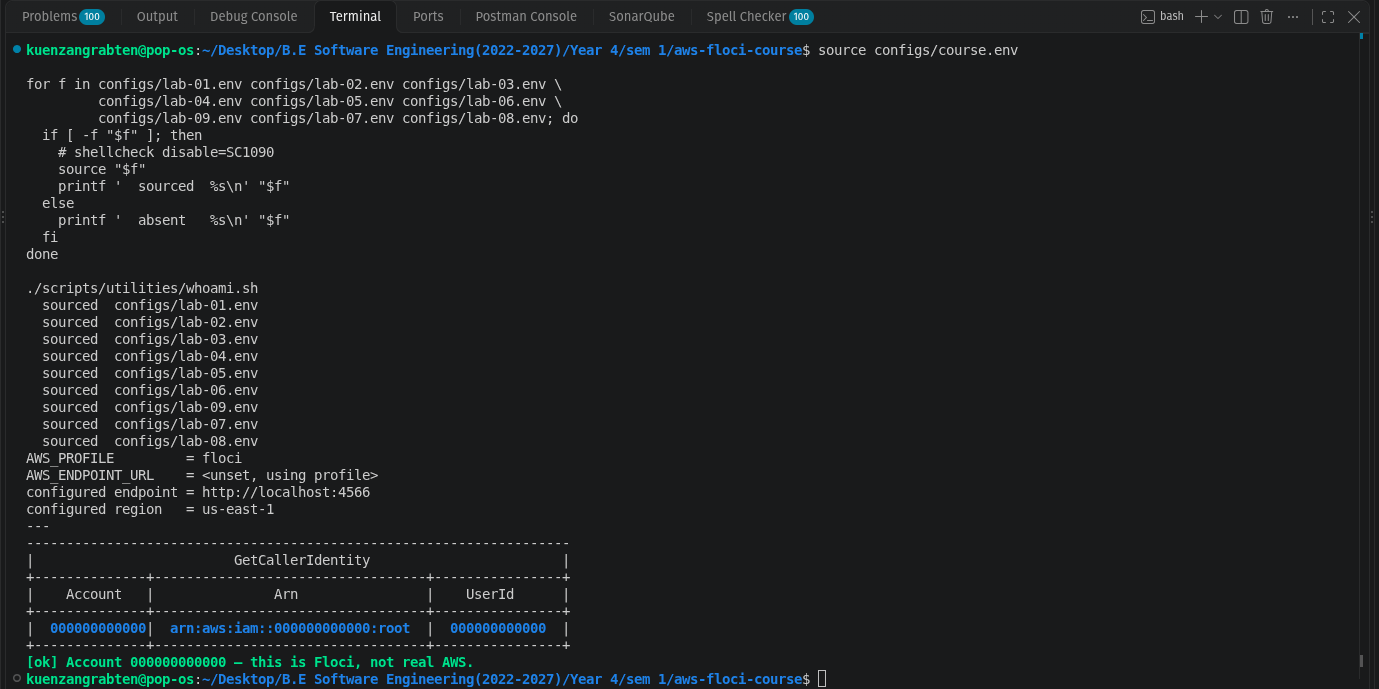 Problems 100 Output Debug Console Terminal Ports Postman Console SonarQube Spell Checker 100 bash
kuenzangrabten@pop-os:~/Desktop/B.E Software Engineering(2022-2027)/Year 4/sem 1/aws-floci-course$ source configs/course.env

for f in configs/lab-01.env configs/lab-02.env configs/lab-03.env \
         configs/lab-04.env configs/lab-05.env configs/lab-06.env \
         configs/lab-09.env configs/lab-07.env configs/lab-08.env; do
  if [ -f "$f" ]; then
    # shellcheck disable=SC1090
    source "$f"
    printf '  sourced  %s\n' "$f"
  else
    printf '  absent   %s\n' "$f"
  fi
done

./scripts/utilities/whoami.sh
  sourced  configs/lab-01.env
  sourced  configs/lab-02.env
  sourced  configs/lab-03.env
  sourced  configs/lab-04.env
  sourced  configs/lab-05.env
  sourced  configs/lab-06.env
  sourced  configs/lab-09.env
  sourced  configs/lab-07.env
  sourced  configs/lab-08.env
AWS_PROFILE         = floci
AWS_ENDPOINT_URL    = <unset, using profile>
configured endpoint = http://localhost:4566
configured region   = us-east-1
---
--------------------------------------------------------------------
|                         GetCallerIdentity                        |
+--------------+----------------------------------+----------------+
|    Account   |               Arn                |    UserId      |
+--------------+----------------------------------+----------------+
|  000000000000|  arn:aws:iam::000000000000:root  |  000000000000  |
+--------------+----------------------------------+----------------+
[ok] Account 000000000000 — this is Floci, not real AWS.
kuenzangrabten@pop-os:~/Desktop/B.E Software Engineering(2022-2027)/Year 4/sem 1/aws-floci-course$